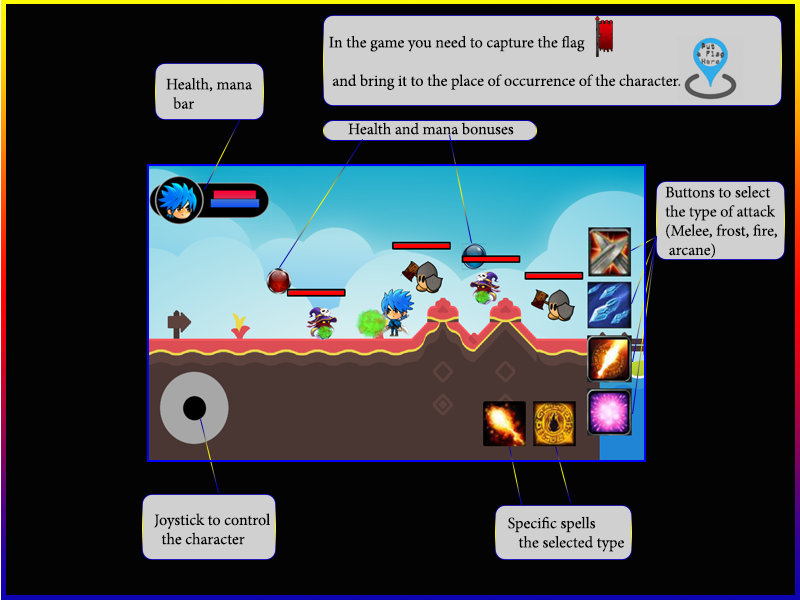 In the game you need to capture the flag
and bring it to the place of occurrence of the character.
Put
a Flag
Here
Health, mana
bar
Health and mana bonuses
Buttons to select
the type of attack
(Melee, frost, fire,
arcane)
Joystick to control
the character
Specific spells
the selected type